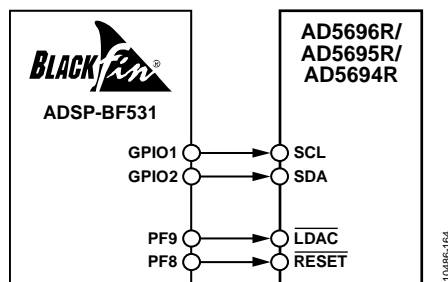 BLACKfin®
ADSP-BF531
AD5696R/
AD5695R/
AD5694R
GPIO1
SCL
GPIO2
SDA
PF9
LDAC
PF8
RESET
10486-164